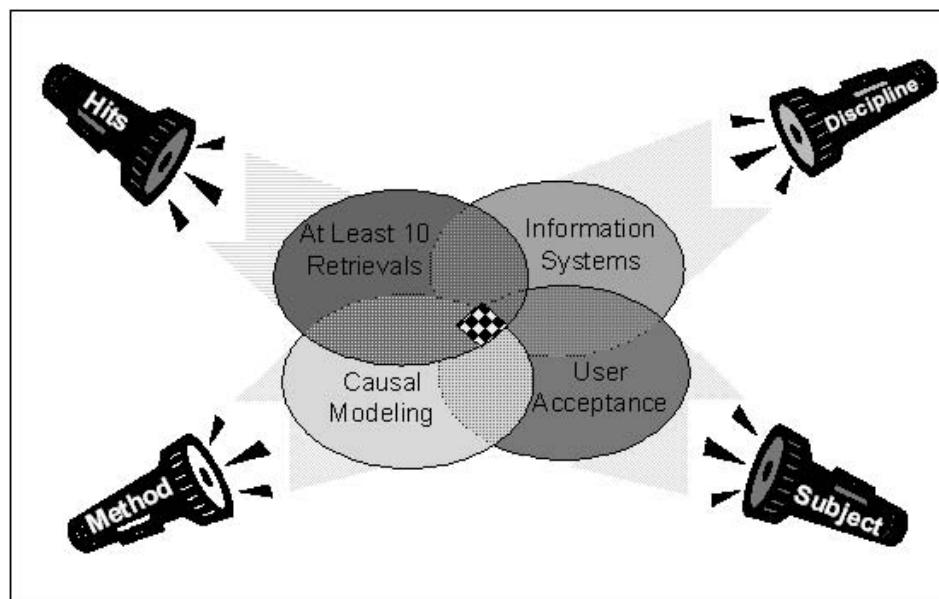 Hits
Discipline
At Least 10
Retrievals
Information
Systems
Causal
Modeling
User
Acceptance
Method
Subject